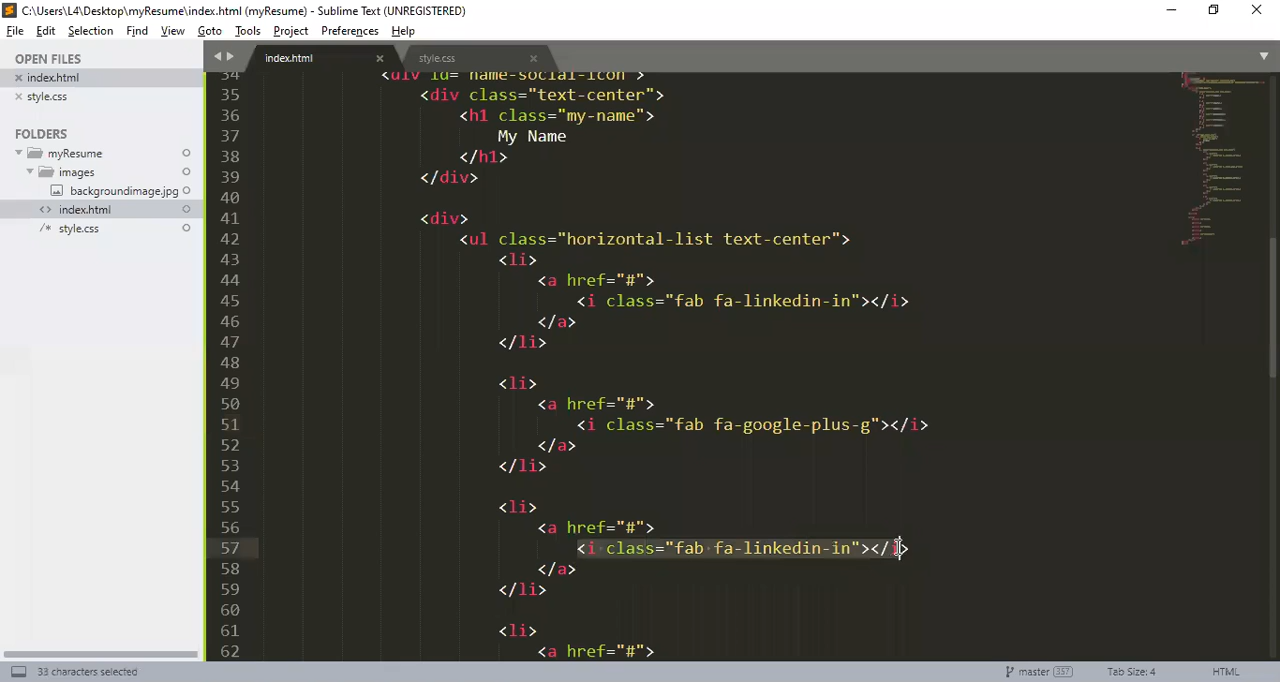 C:\Users\L4\Desktop\myResume\index.html (myResume) - Sublime Text (UNREGISTERED)
File Edit Selection Find View Goto Tools Project Preferences Help
OPEN FILES
index.html
style.css
FOLDERS
myResume
images
backgroundimage.jpg
index.html
/* style.css
index.html
style.css
34 <div id="name-social-icon">
35 <div class="text-center">
36 <h1 class="my-name">
37 My Name
38 </h1>
39 </div>
40
41 <div>
42 <ul class="horizontal-list text-center">
43 <li>
44 <a href="#">
45 <i class="fab fa-linkedin-in"></i>
46 </a>
47 </li>
48
49 <li>
50 <a href="#">
51 <i class="fab fa-google-plus-g"></i>
52 </a>
53 </li>
54
55 <li>
56 <a href="#">
57 <i class="fab fa-linkedin-in"></i>
58 </a>
59 </li>
60
61 <li>
62 <a href="#">
33 characters selected
master 357
Tab Size: 4
HTML